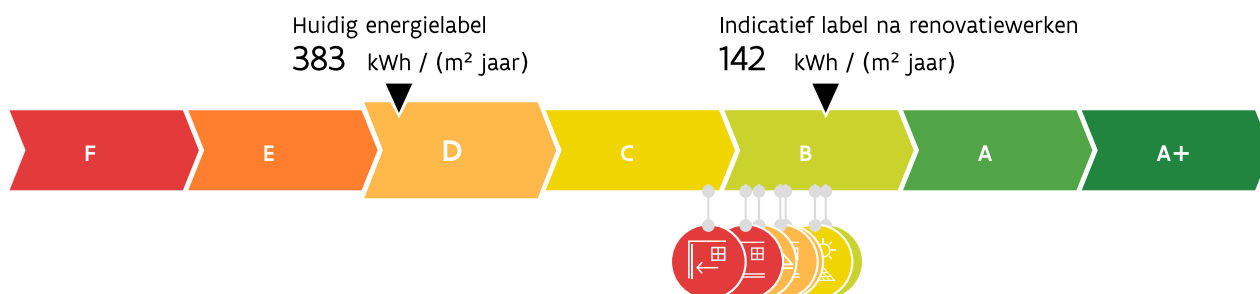 Huidig energielabel
383 kWh / (m² jaar)
Indicatief label na renovatiewerken
142 kWh / (m² jaar)
F E D C B A A+